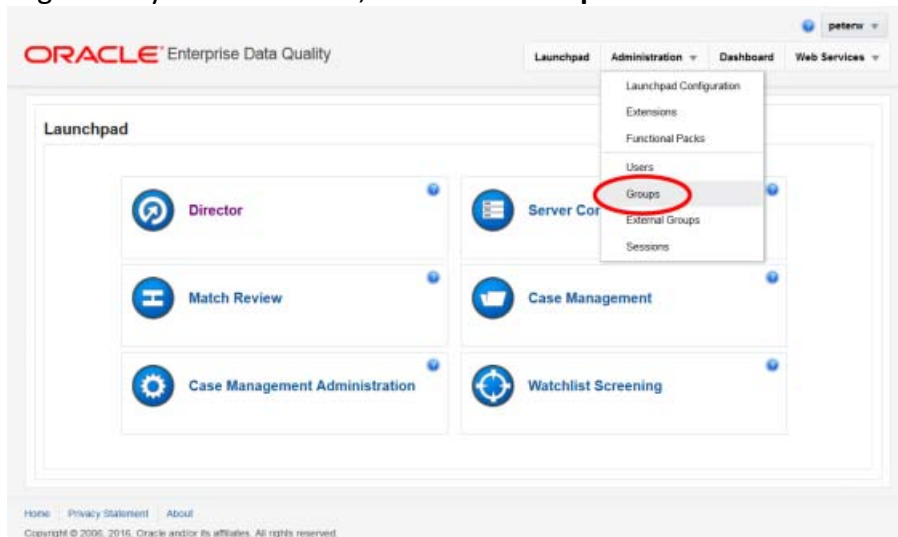 peterw
ORACLE Enterprise Data Quality
Launchpad Administration Dashboard Web Services
Launchpad Configuration
Extensions
Functional Packs
Users
Groups
External Groups
Sessions
Launchpad
Director
Server Con
Match Review
Case Management
Case Management Administration
Watchlist Screening
Home Privacy Statement About
Copyright © 2006, 2016, Oracle and/or its affiliates. All rights reserved.